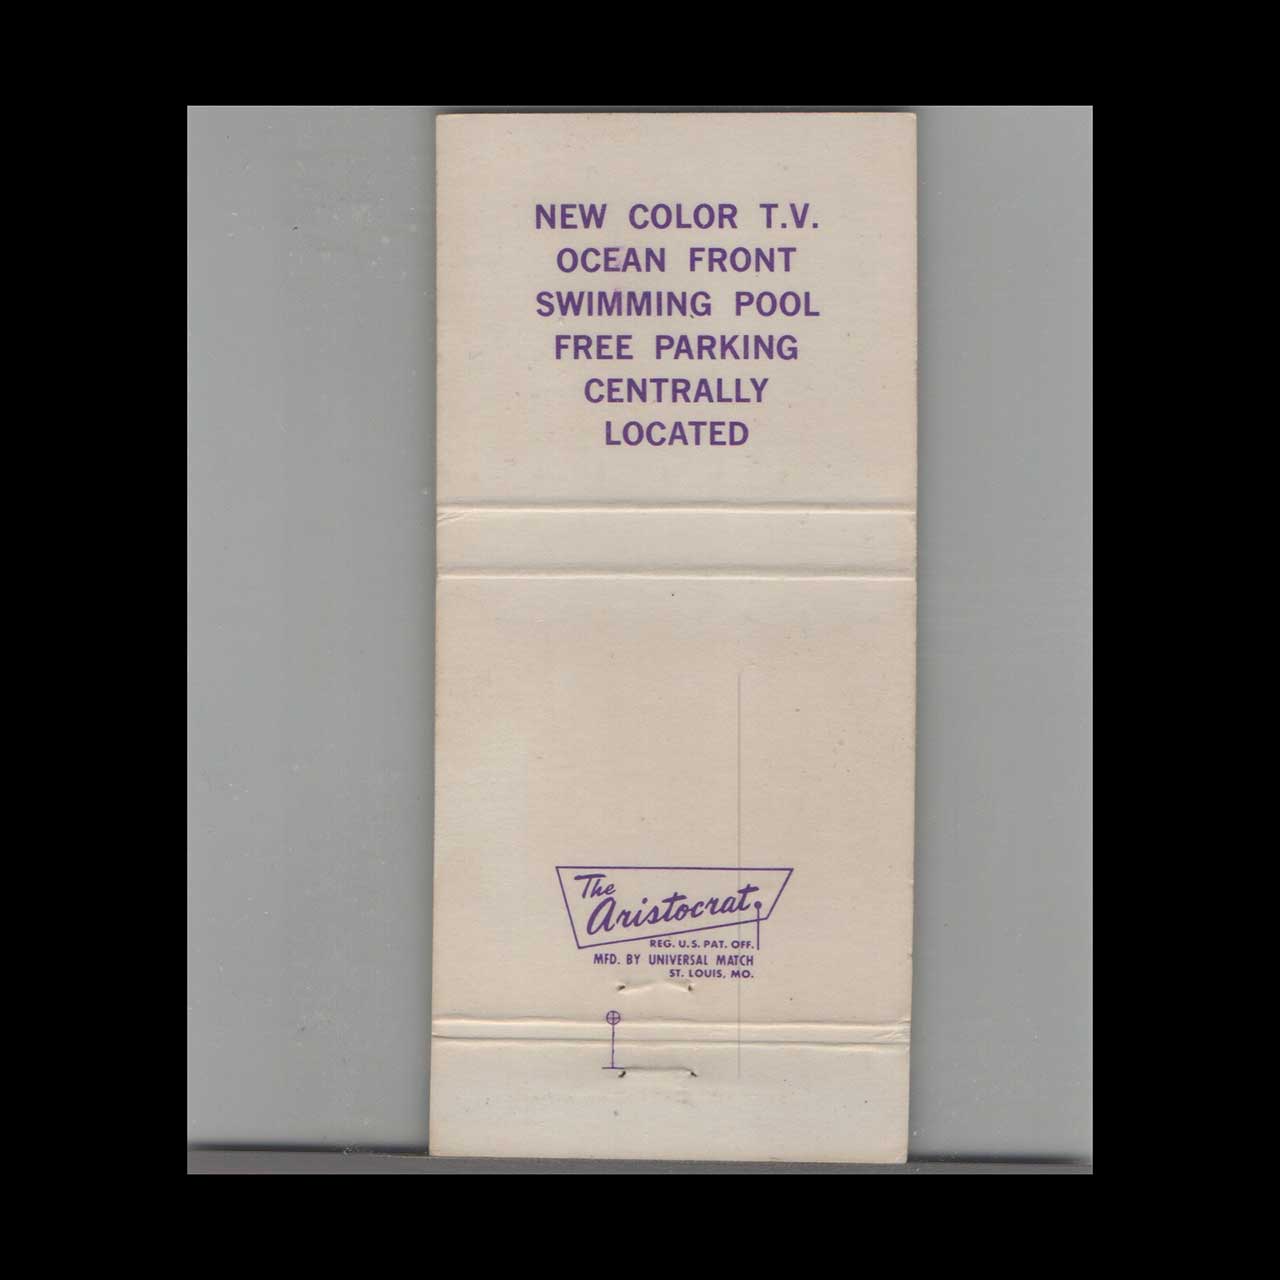 NEW COLOR T.V.
OCEAN FRONT
SWIMMING POOL
FREE PARKING
CENTRALLY
LOCATED
The
Aristocrat
REG. U.S. PAT. OFF.
MFD. BY UNIVERSAL MATCH
ST. LOUIS, MO.